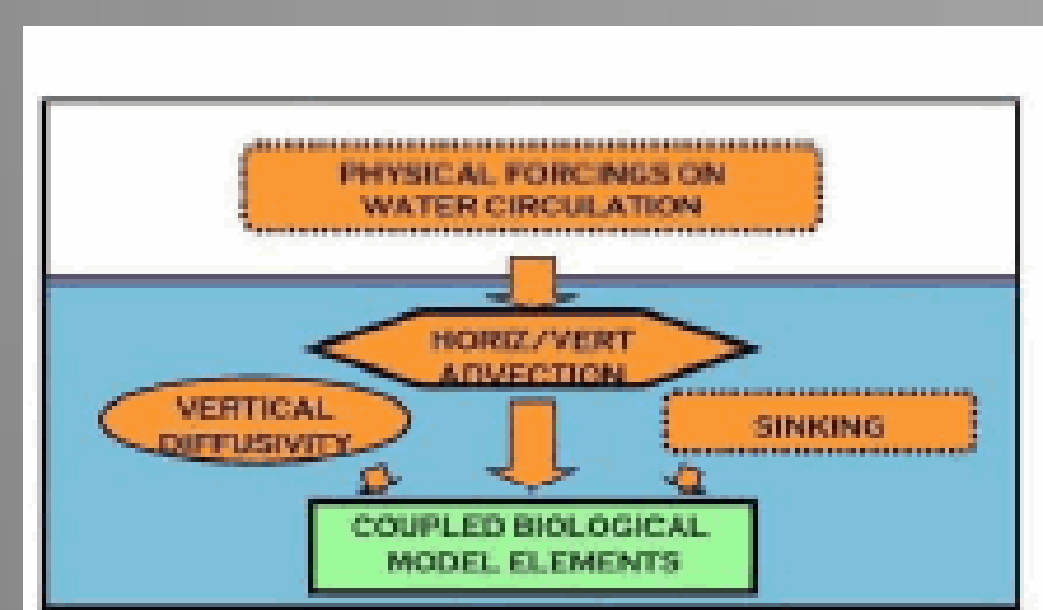 PHYSICAL FORCINGS ON
WATER CIRCULATION
HORIZ/VERT
ADVECTION
VERTICAL
DIFFUSIVITY
SINKING
COUPLED BIOLOGICAL
MODEL ELEMENTS